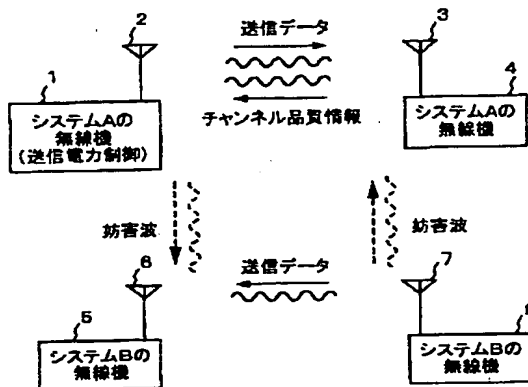 2
送信データ
3
1
4
チャンネル品質情報
システムAの
無線機
(送信電力制御)
システムAの
無線機
妨害波
妨害波
6
送信データ
7
5
システムBの
無線機
システムBの
無線機